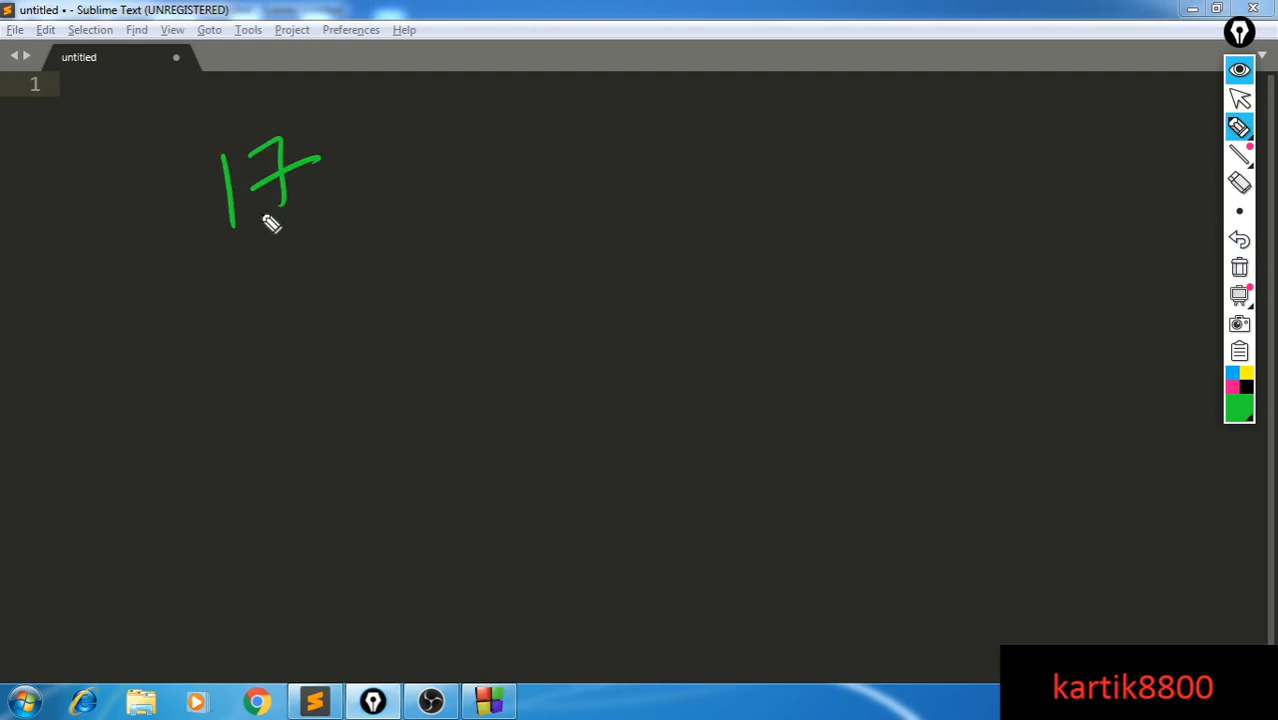 untitled • - Sublime Text (UNREGISTERED)
File Edit Selection Find View Goto Tools Project Preferences Help
untitled
1
17
kartik8800